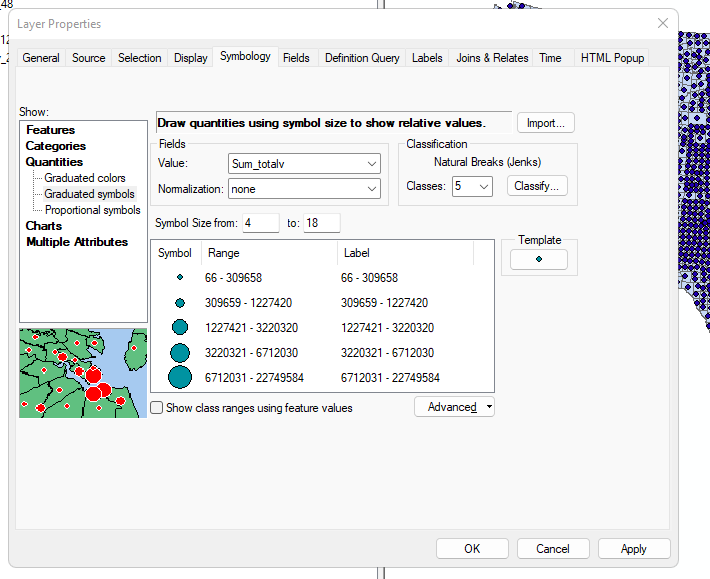 _48
Layer Properties
12
_2
General Source Selection Display Symbology Fields Definition Query Labels Joins & Relates Time HTML Popup
Show:
Features
Categories
Quantities
Graduated colors
Graduated symbols
Proportional symbols
Charts
Multiple Attributes
Draw quantities using symbol size to show relative values.
Import...
Fields
Value: Sum_totalv
Normalization: none
Classification
Natural Breaks (Jenks)
Classes: 5 Classify...
Symbol Size from: 4 to: 18
Symbol Range Label
66 - 309658 66 - 309658
309659 - 1227420 309659 - 1227420
1227421 - 3220320 1227421 - 3220320
3220321 - 6712030 3220321 - 6712030
6712031 - 22749584 6712031 - 22749584
Template
Show class ranges using feature values
Advanced
OK Cancel Apply